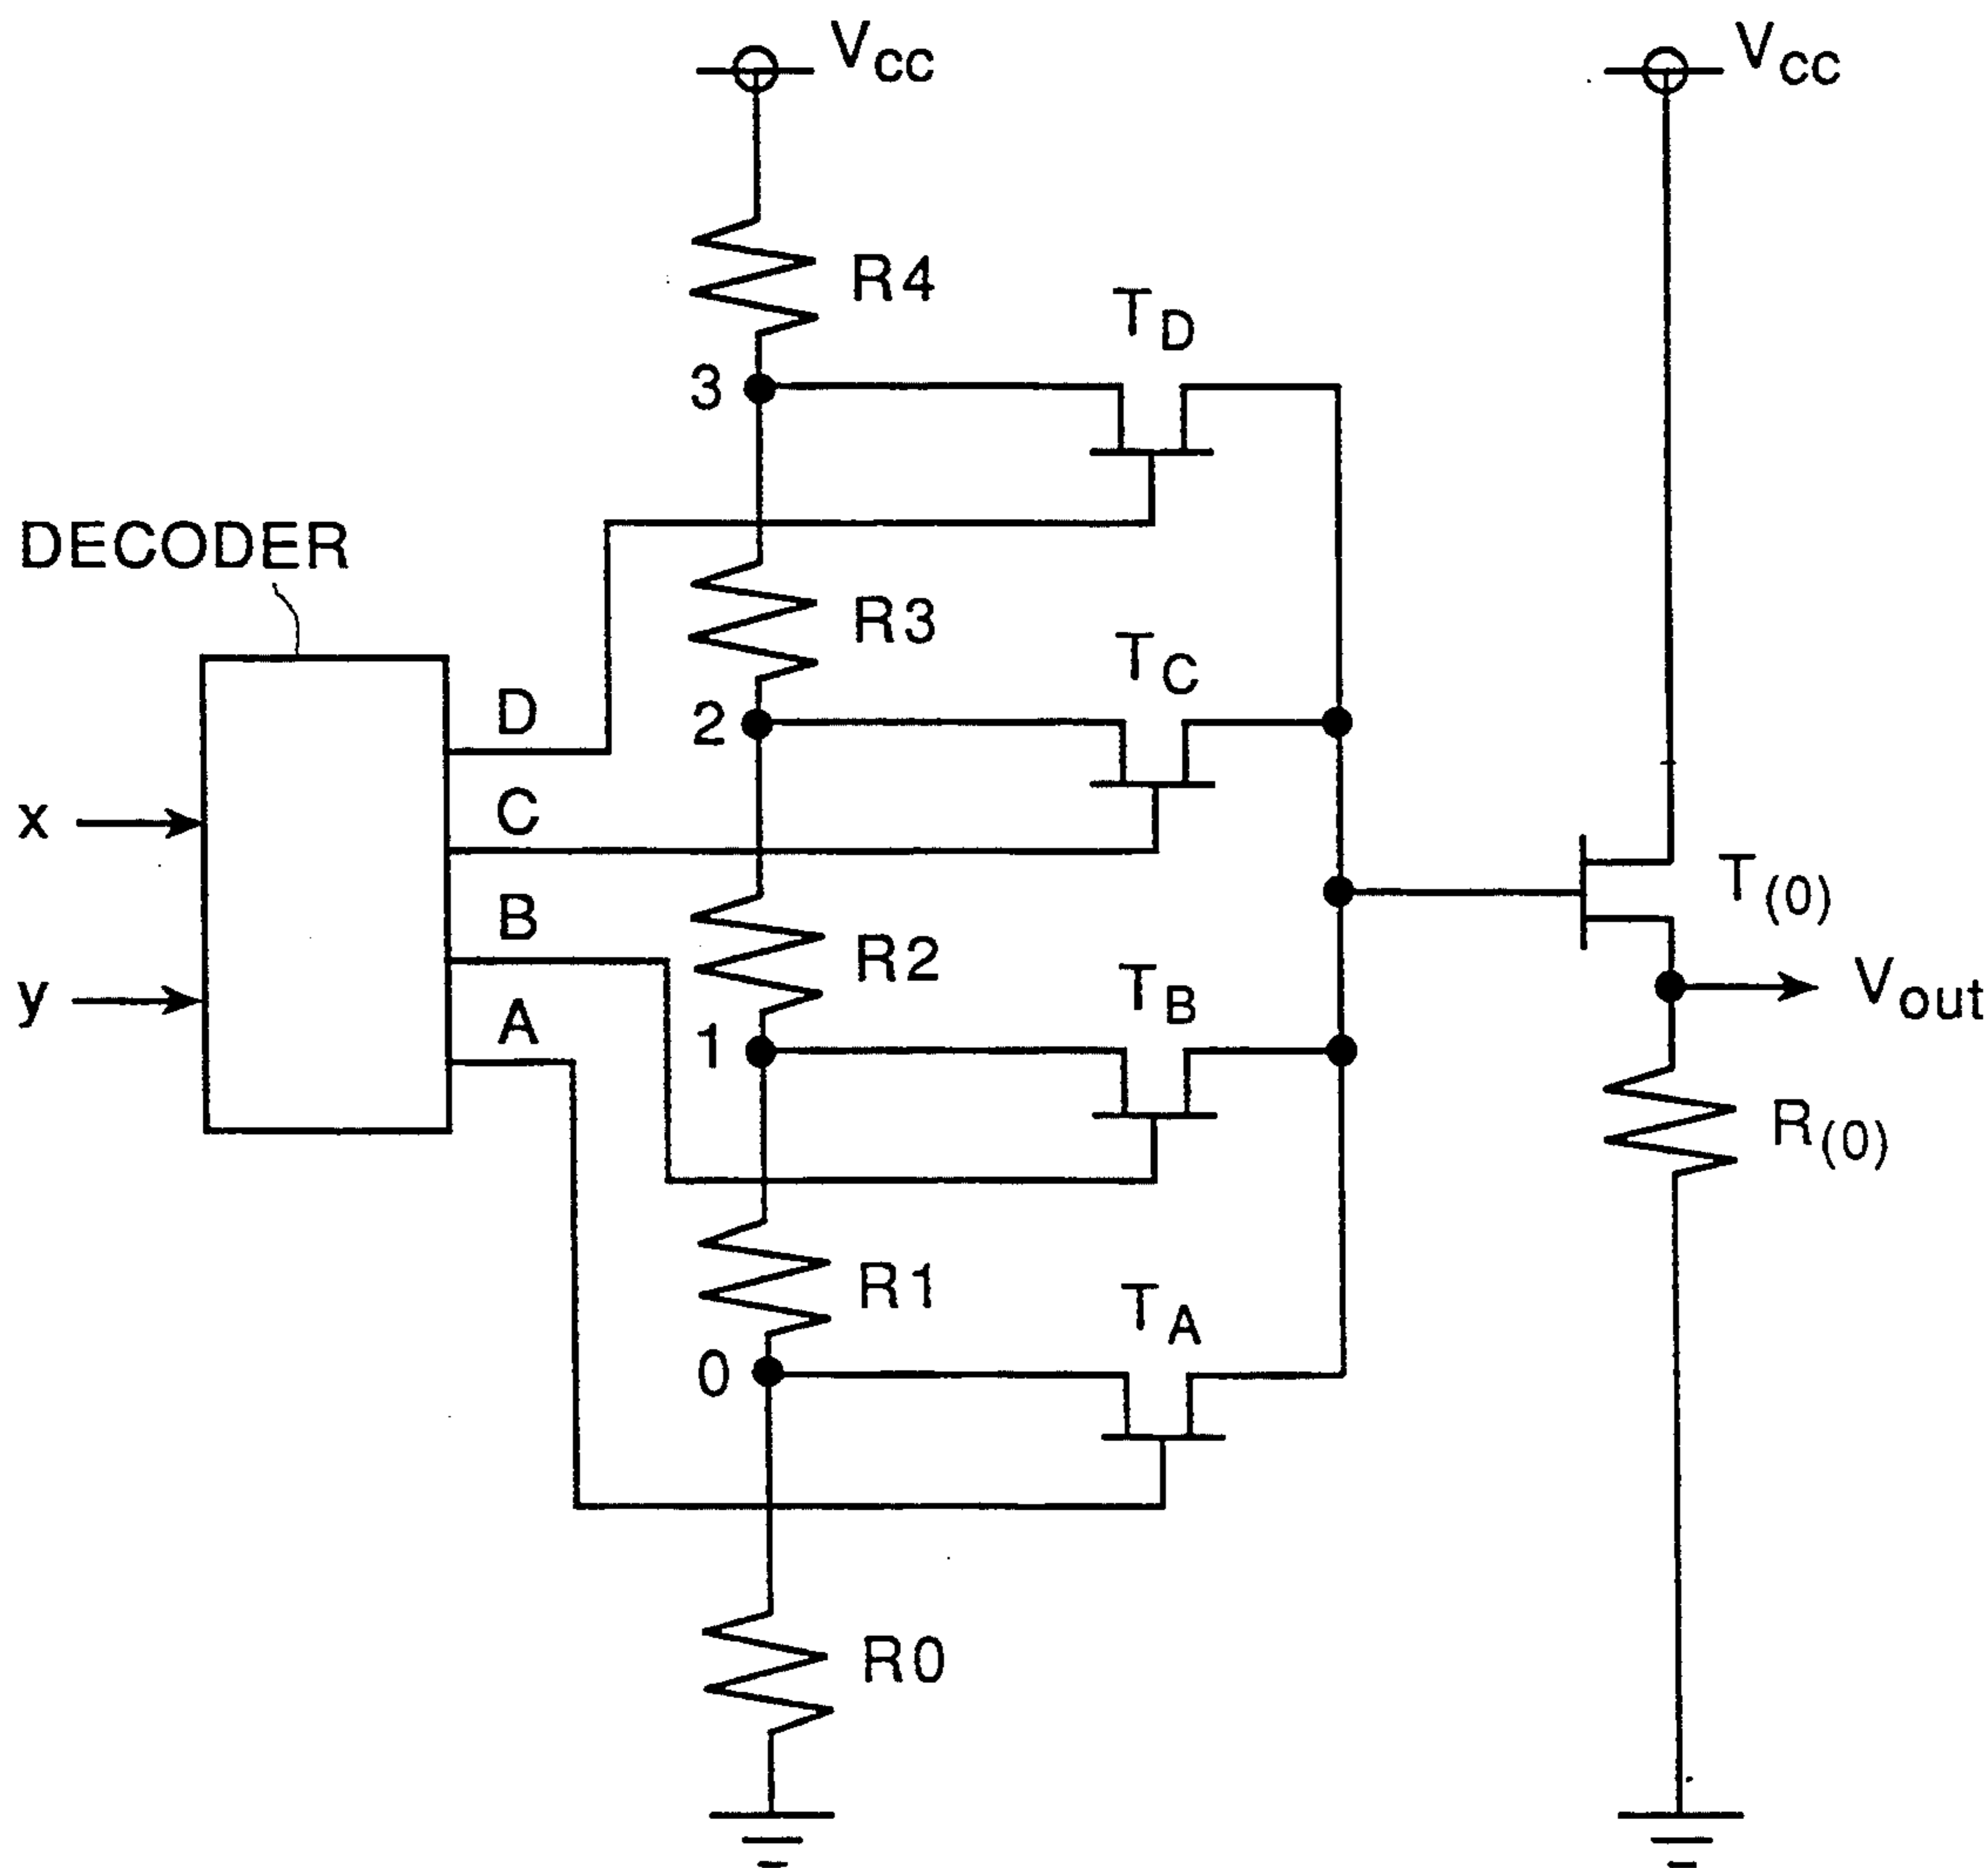 Vcc
Vcc
R4
TD
3
DECODER
R3
TC
D
2
x
C
T(0)
B
R2
TB
Vout
y
A
1
R(0)
R1
TA
0
R0